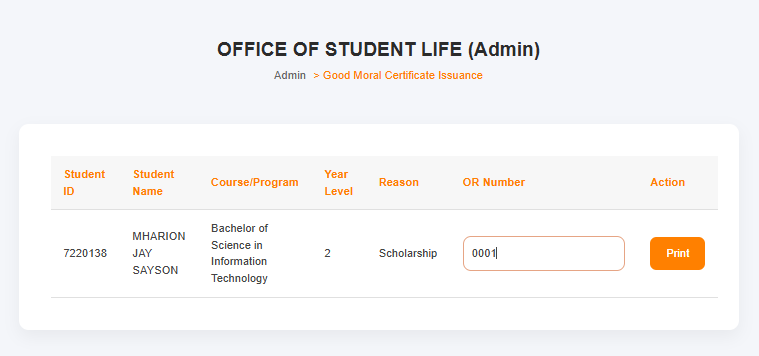 OFFICE OF STUDENT LIFE (Admin)
Admin > Good Moral Certificate Issuance
Student ID
Student Name
Course/Program
Year Level
Reason
OR Number
Action
7220138
MHARION JAY SAYSON
Bachelor of Science in Information Technology
2
Scholarship
0001
Print